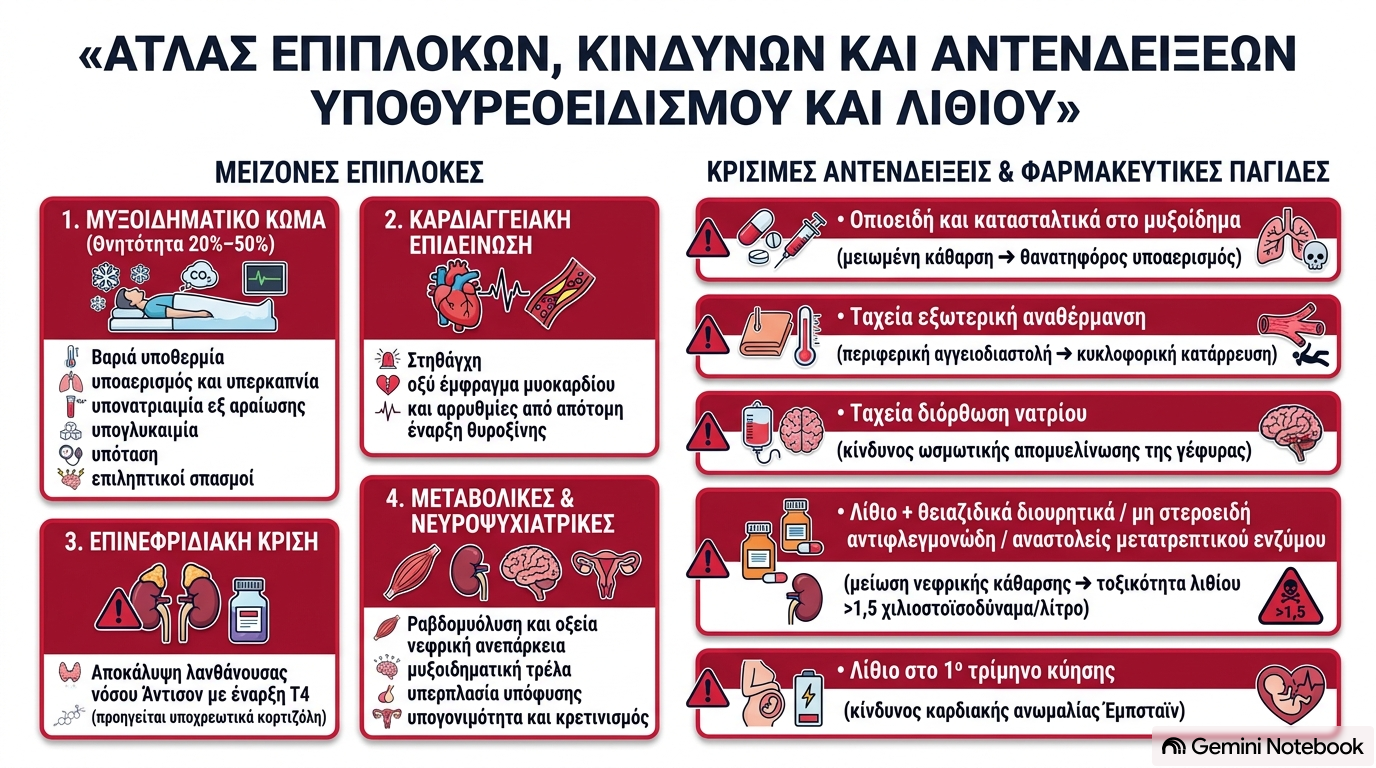 «ΑΤΛΑΣ ΕΠΙΠΛΟΚΩΝ, ΚΙΝΔΥΝΩΝ ΚΑΙ ΑΝΤΕΝΔΕΙΞΕΩΝ
ΥΠΟΘΥΡΕΟΕΙΔΙΣΜΟΥ ΚΑΙ ΛΙΘΙΟΥ»
ΜΕΙΖΟΝΕΣ ΕΠΙΠΛΟΚΕΣ
1. ΜΥΞΟΙΔΗΜΑΤΙΚΟ ΚΩΜΑ
(Θνητότητα 20%–50%)
CO₂
Βαριά υποθερμία
υποαερισμός και υπερκαπνία
υπονατριαιμία εξ αραίωσης
υπογλυκαιμία
υπόταση
επιληπτικοί σπασμοί
2. ΚΑΡΔΙΑΓΓΕΙΑΚΗ
ΕΠΙΔΕΙΝΩΣΗ
Στηθάγχη
οξύ έμφραγμα μυοκαρδίου
και αρρυθμίες από απότομη
έναρξη θυροξίνης
3. ΕΠΙΝΕΦΡΙΔΙΑΚΗ ΚΡΙΣΗ
Αποκάλυψη λανθάνουσας
νόσου Άντισον με έναρξη Τ4
(προηγείται υποχρεωτικά κορτιζόλη)
4. ΜΕΤΑΒΟΛΙΚΕΣ &
ΝΕΥΡΟΨΥΧΙΑΤΡΙΚΕΣ
Ραβδομυόλυση και οξεία
νεφρική ανεπάρκεια
μυξοιδηματική τρέλα
υπερπλασία υπόφυσης
υπογονιμότητα και κρετινισμός
ΚΡΙΣΙΜΕΣ ΑΝΤΕΝΔΕΙΞΕΙΣ & ΦΑΡΜΑΚΕΥΤΙΚΕΣ ΠΑΓΙΔΕΣ
• Οπιοειδή και κατασταλτικά στο μυξοίδημα
(μειωμένη κάθαρση → θανατηφόρος υποαερισμός)
• Ταχεία εξωτερική αναθέρμανση
(περιφερική αγγειοδιαστολή → κυκλοφορική κατάρρευση)
• Ταχεία διόρθωση νατρίου
(κίνδυνος ωσμωτικής απομυελίνωσης της γέφυρας)
• Λίθιο + θειαζιδικά διουρητικά / μη στεροειδή
αντιφλεγμονώδη / αναστολείς μετατρεπτικού ενζύμου
(μείωση νεφρικής κάθαρσης → τοξικότητα λιθίου
>1,5 χιλιοστοϊσοδύναμα/λίτρο)
>1,5
• Λίθιο στο 1ο τρίμηνο κύησης
(κίνδυνος καρδιακής ανωμαλίας Έμπσταϊν)
Gemini Notebook